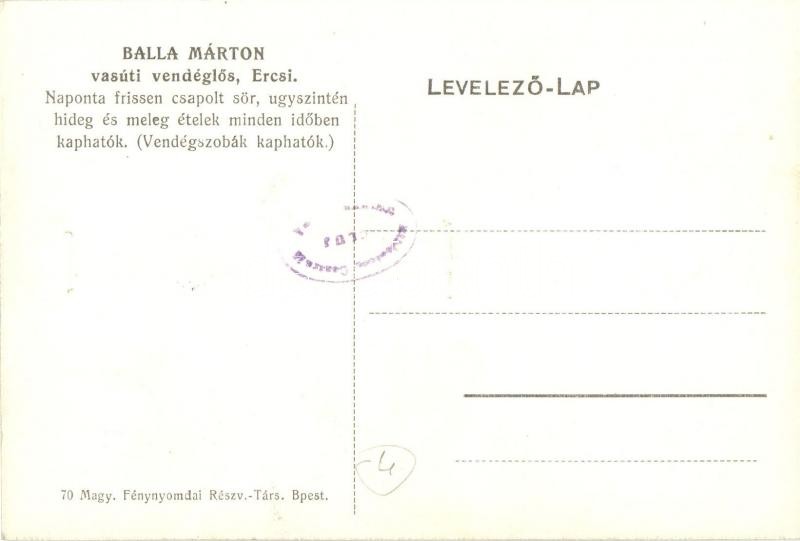 BALLA MÁRTON
vasúti vendéglős, Ercsi.
Naponta frissen csapolt sör, ugyszintén
hideg és meleg ételek minden időben
kaphatók. (Vendégszobák kaphatók.)
LEVELEZŐ-LAP
CLUJ
4
70 Magy. Fénynyomdai Részv.-Társ. Bpest.